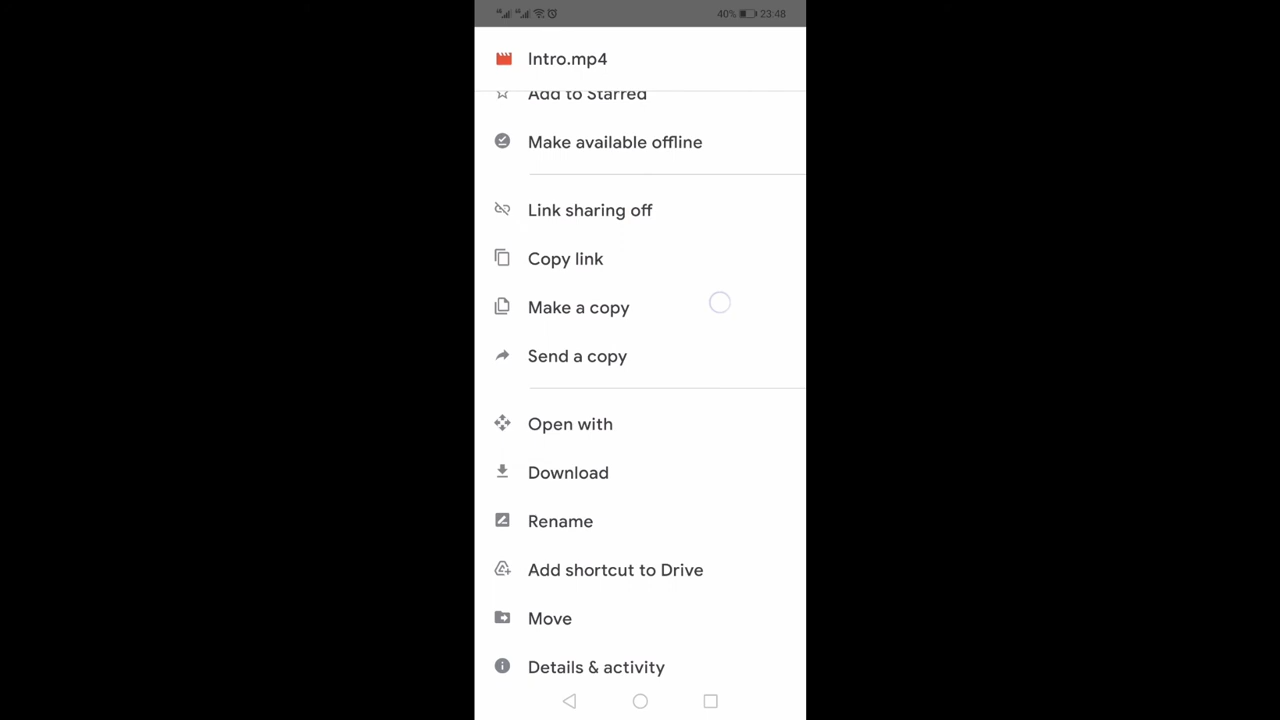 40% 23:48
Intro.mp4
Add to Starred
Make available offline
Link sharing off
Copy link
Make a copy
Send a copy
Open with
Download
Rename
Add shortcut to Drive
Move
Details & activity